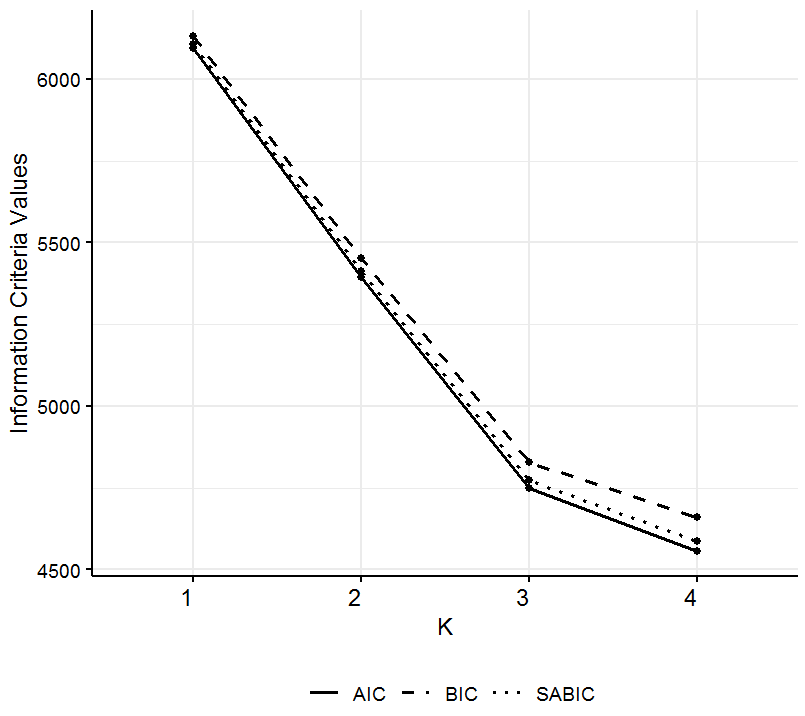 Information Criteria Values
6000
5500
5000
4500
1 2 3 4
K
AIC BIC SABIC